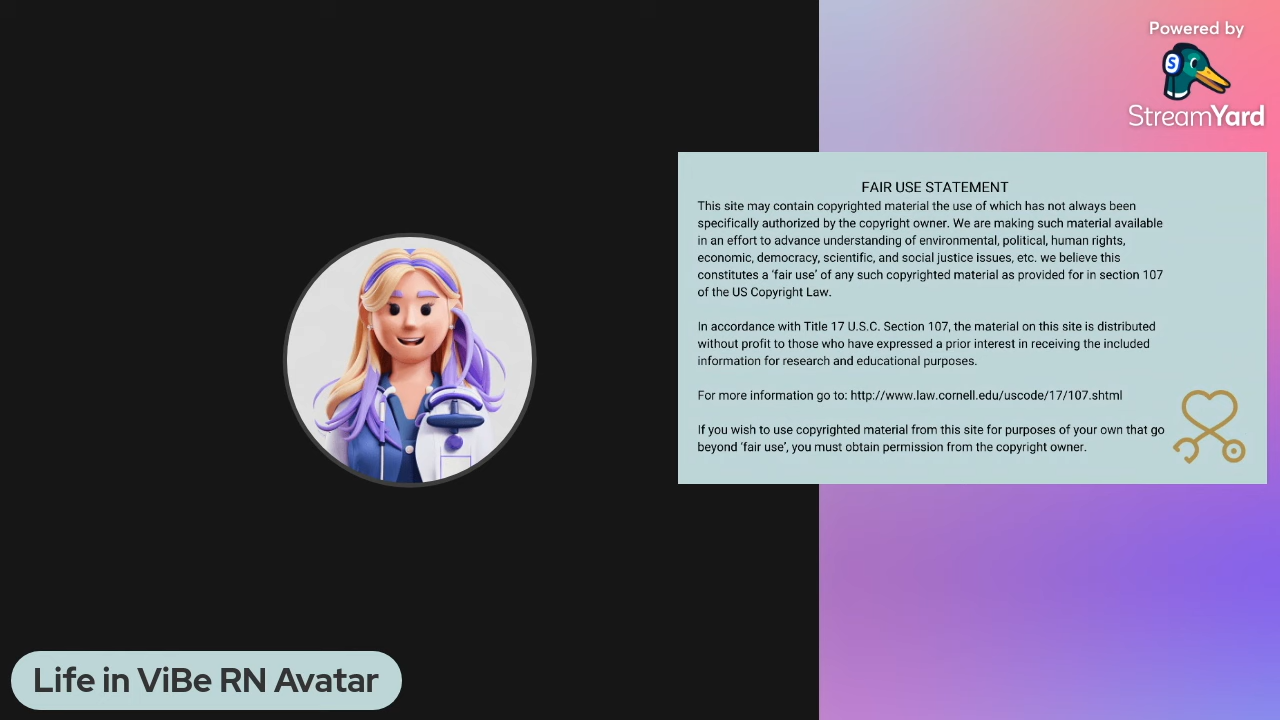 Powered by
S
StreamYard
FAIR USE STATEMENT
This site may contain copyrighted material the use of which has not always been
specifically authorized by the copyright owner. We are making such material available
in an effort to advance understanding of environmental, political, human rights,
economic, democracy, scientific, and social justice issues, etc. we believe this
constitutes a ‘fair use’ of any such copyrighted material as provided for in section 107
of the US Copyright Law.
In accordance with Title 17 U.S.C. Section 107, the material on this site is distributed
without profit to those who have expressed a prior interest in receiving the included
information for research and educational purposes.
For more information go to: http://www.law.cornell.edu/uscode/17/107.shtml
If you wish to use copyrighted material from this site for purposes of your own that go
beyond ‘fair use’, you must obtain permission from the copyright owner.
Life in ViBe RN Avatar